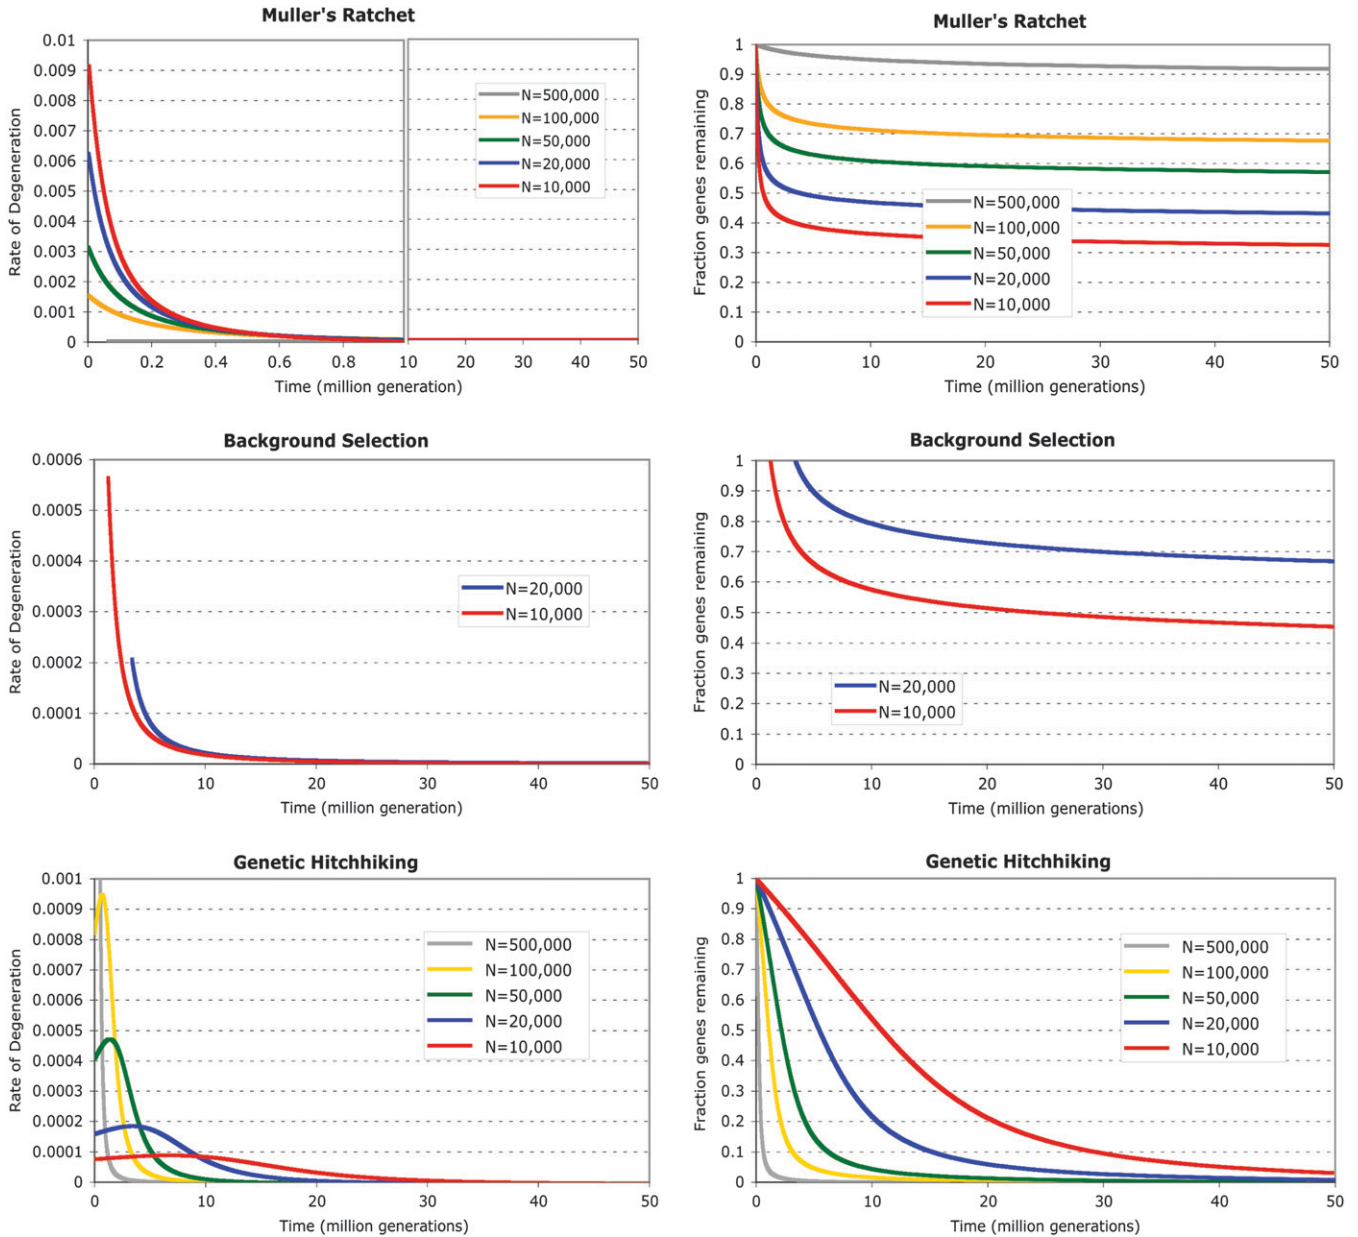 Muller's Ratchet
Rate of Degeneration
0.01
0.009
0.008
0.007
0.006
0.005
0.004
0.003
0.002
0.001
0
N=500,000
N=100,000
N=50,000
N=20,000
N=10,000
0 0.2 0.4 0.6 0.8 10 10 20 30 40 50
Time (million generation)
Muller's Ratchet
Fraction genes remaining
1
0.9
0.8
0.7
0.6
0.5
0.4
0.3
0.2
0.1
0
N=500,000
N=100,000
N=50,000
N=20,000
N=10,000
0 10 20 30 40 50
Time (million generations)
Background Selection
Rate of Degeneration
0.0006
0.0005
0.0004
0.0003
0.0002
0.0001
0
N=20,000
N=10,000
0 10 20 30 40 50
Time (million generation)
Background Selection
Fraction genes remaining
1
0.9
0.8
0.7
0.6
0.5
0.4
0.3
0.2
0.1
0
N=20,000
N=10,000
0 10 20 30 40 50
Time (million generations)
Genetic Hitchhiking
Rate of Degeneration
0.001
0.0009
0.0008
0.0007
0.0006
0.0005
0.0004
0.0003
0.0002
0.0001
0
N=500,000
N=100,000
N=50,000
N=20,000
N=10,000
0 10 20 30 40 50
Time (million generations)
Genetic Hitchhiking
Fraction genes remaining
1
0.9
0.8
0.7
0.6
0.5
0.4
0.3
0.2
0.1
0
N=500,000
N=100,000
N=50,000
N=20,000
N=10,000
0 10 20 30 40 50
Time (million generations)